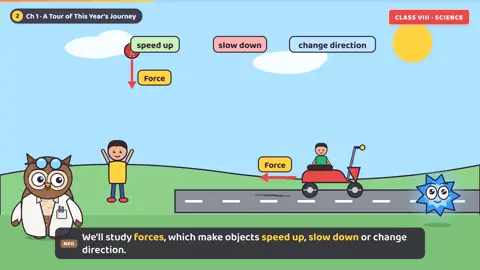 2 Ch 1 - A Tour of This Year's Journey
CLASS VIII - SCIENCE
speed up
slow down
change direction
Force
Force
NEO
We'll study forces, which make objects speed up, slow down or change
direction.